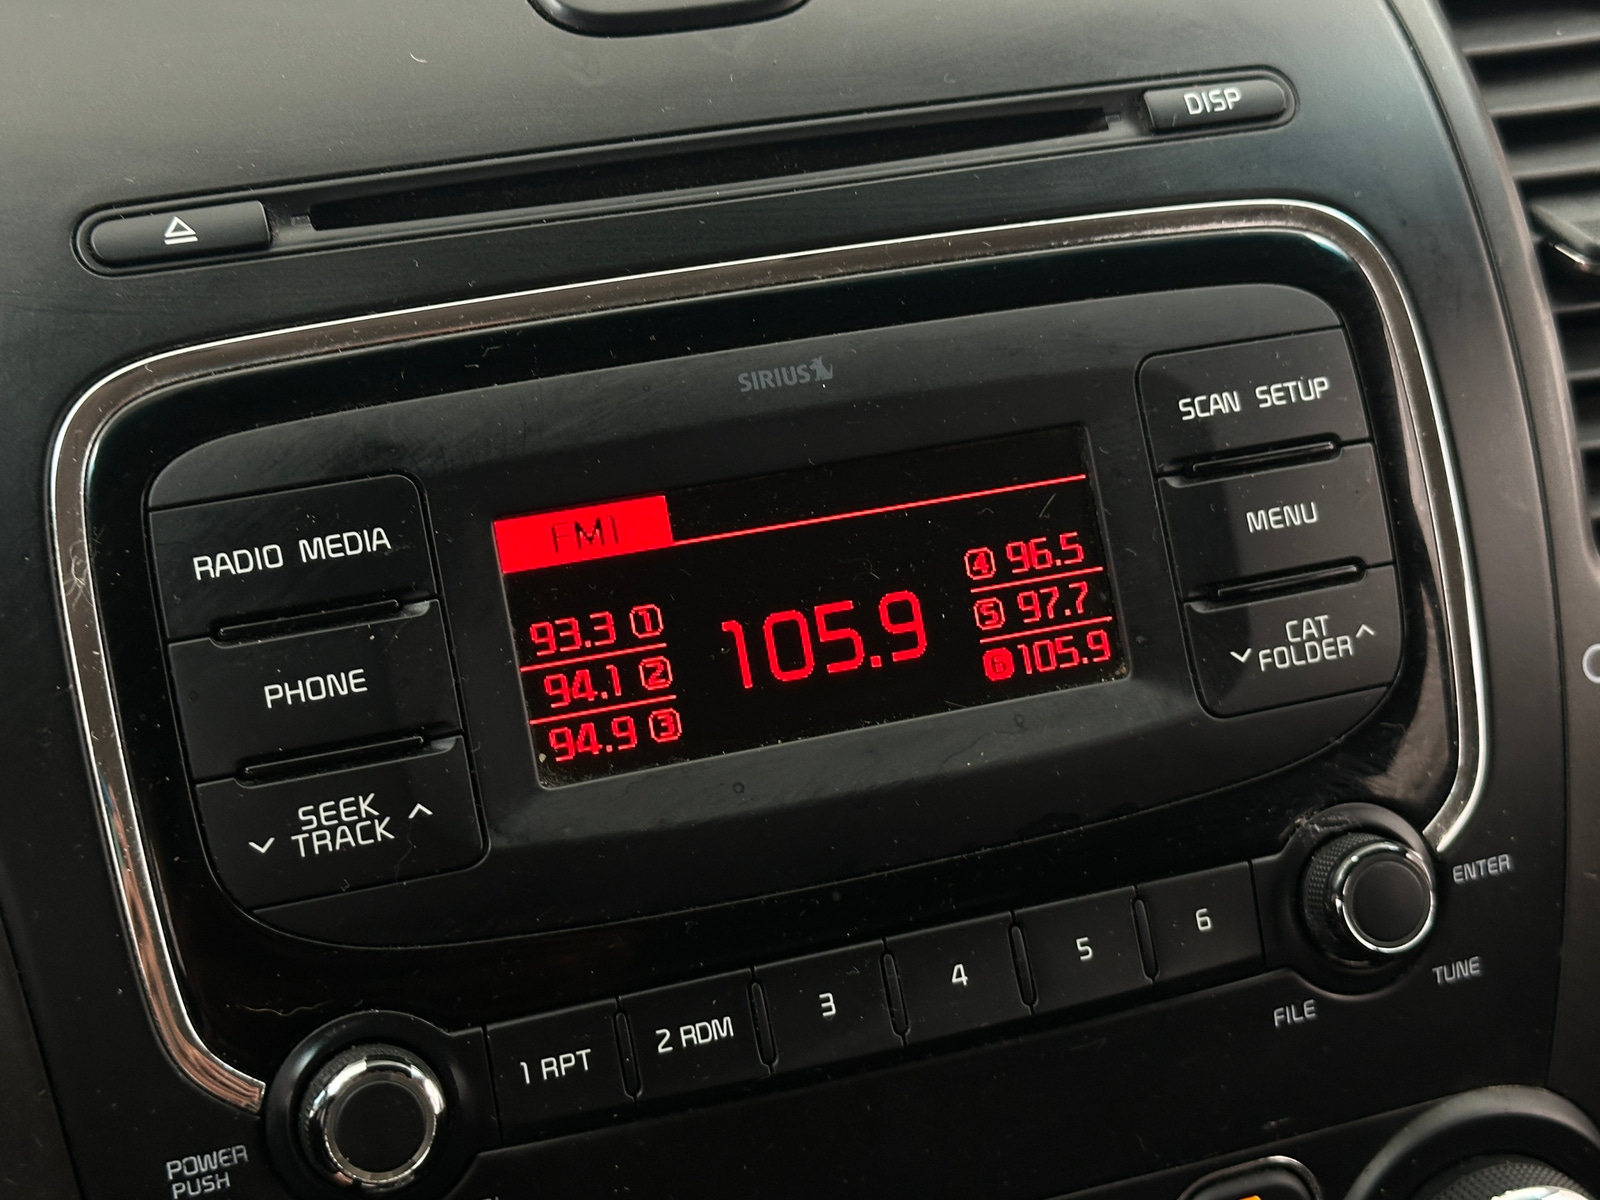 DISP
SIRIUS
SCAN SETUP
RADIO MEDIA
MENU
FM1
CAT
FOLDER
PHONE
93.3 1
94.1 2
94.9 3
105.9
4 96.5
5 97.7
6 105.9
SEEK
TRACK
1 RPT
2 RDM
3
4
5
6
ENTER
TUNE
FILE
POWER
PUSH